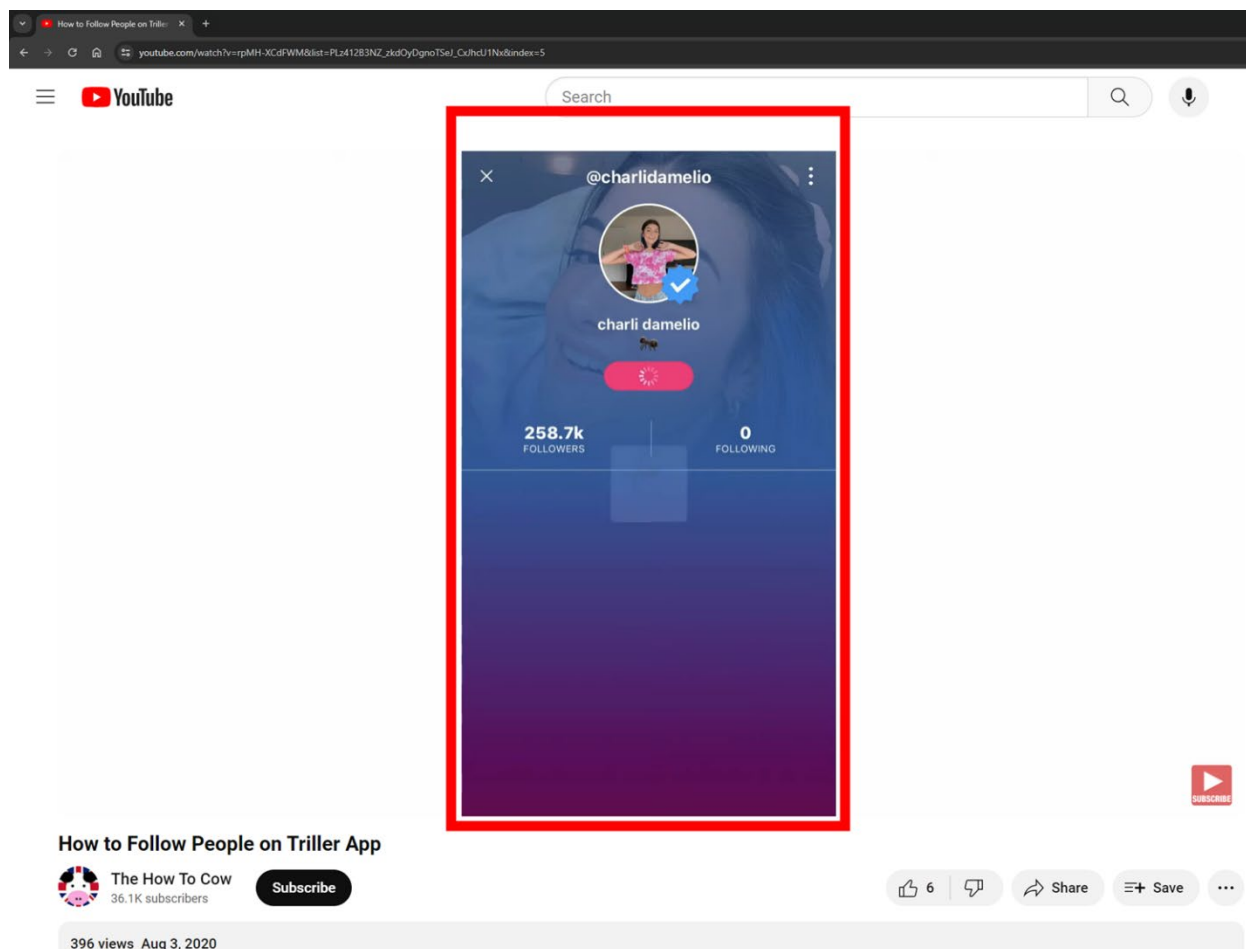 How to Follow People on Triller
youtube.com/watch?v=rpMH-XCdFWM&list=PLz412B3NZ_zkdOyDgnoTSeJ_CxJhcU1Nx&index=5
YouTube
Search
@charlidamelio
charli damelio
258.7k
FOLLOWERS
0
FOLLOWING
SUBSCRIBE
How to Follow People on Triller App
The How To Cow
36.1K subscribers
Subscribe
6
Share
Save
396 views Aug 3, 2020